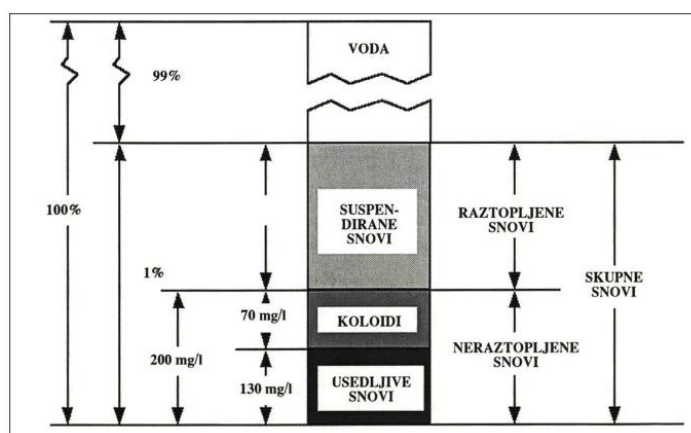 VODA
99%
100%
SUSPEN-
DIRANE
SNOVI
RAZTOPLJENE
SNOVI
SKUPNE
SNOVI
1%
70 mg/l
KOLOIDI
200 mg/l
NERAZTOPLJENE
SNOVI
130 mg/l
USEDLJIVE
SNOVI